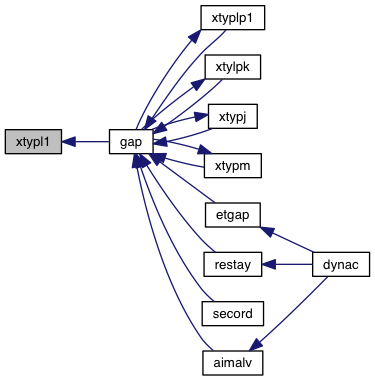 xtyplp1
xtylpk
xtypj
xtypl1
gap
xtypm
etgap
restay
dynac
secord
aimalv